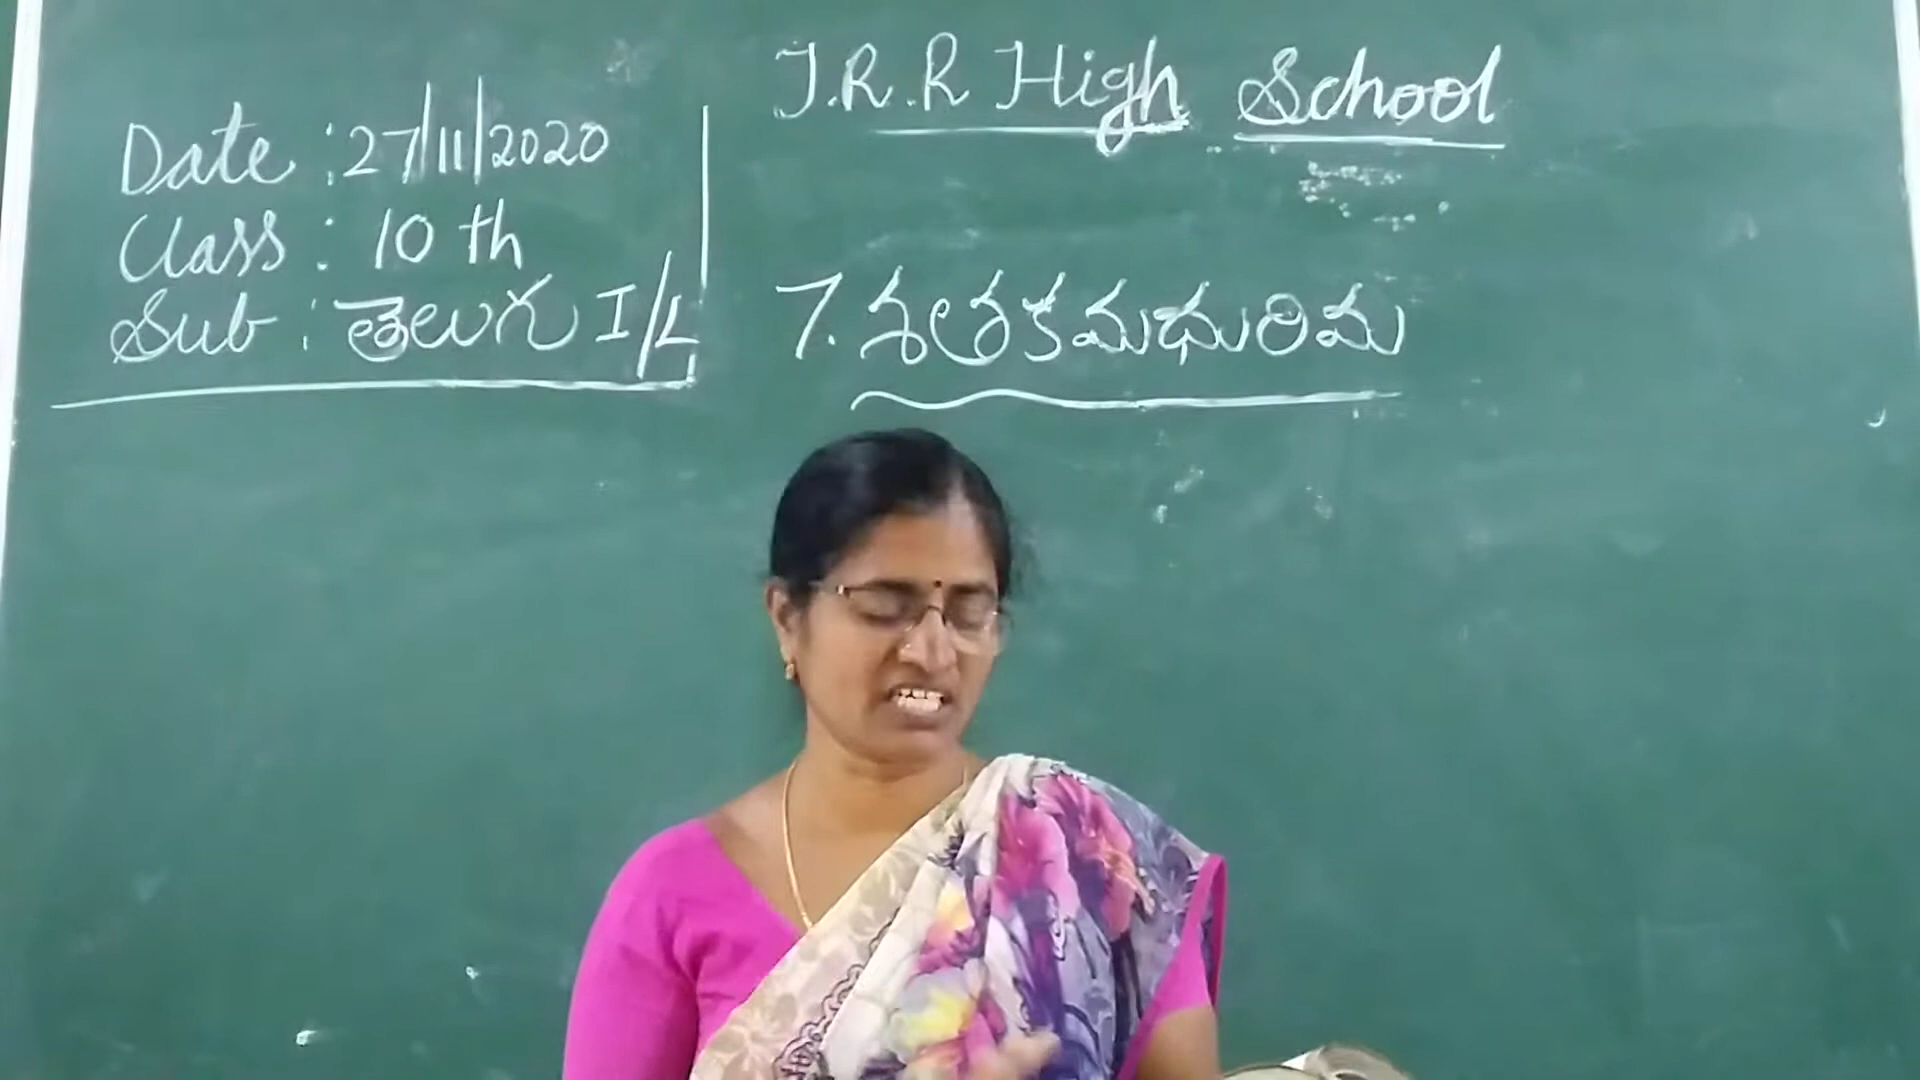 T.R.R High School
Date : 27/11/2020
Class : 10 th
Sub : తెలుగు I/L
7. శతకమధురిమ